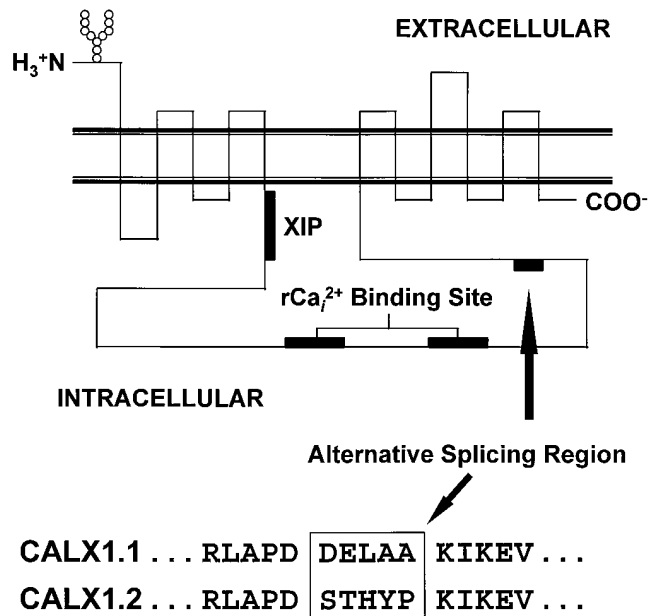 EXTRACELLULAR
H₃⁺N
COO⁻
XIP
rCaᵢ²⁺ Binding Site
INTRACELLULAR
Alternative Splicing Region
CALX1.1 ... RLAPD DELAA KIKEV ...
CALX1.2 ... RLAPD STHYP KIKEV ...